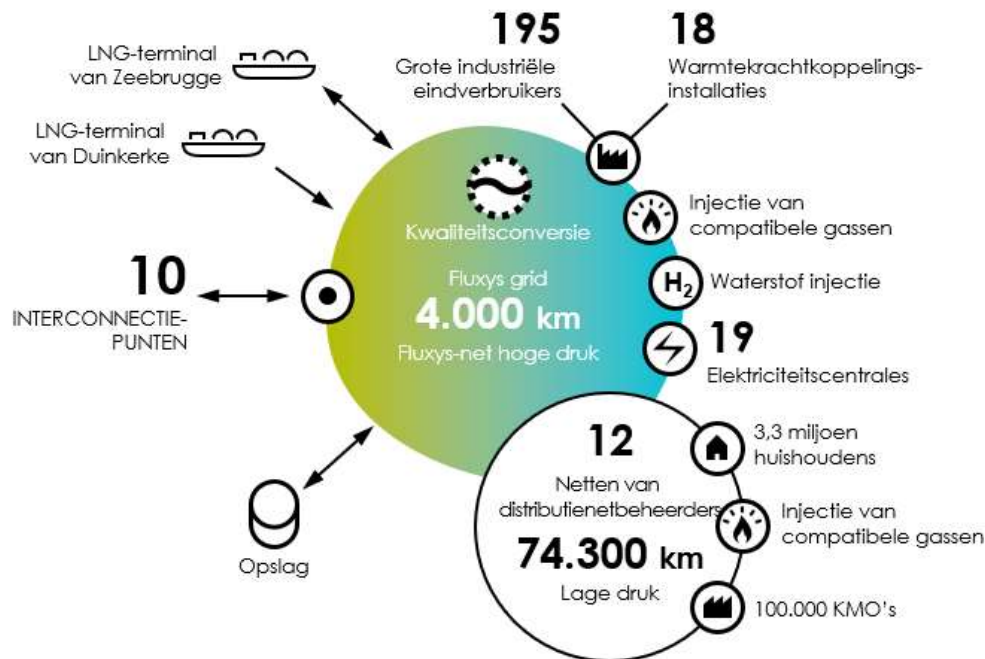 195
Grote industriële
eindverbruikers
18
Warmtekrachtkoppelings-
installaties
LNG-terminal
van Zeebrugge
LNG-terminal
van Duinkerke
Kwaliteitsconversie
Injectie van
compatibele gassen
10
INTERCONNECTIE-
PUNTEN
Fluxys grid
4.000 km
Fluxys-net hoge druk
H₂ Waterstof injectie
19
Elektriciteitscentrales
Opslag
12
Netten van
distributienetbeheerders
74.300 km
Lage druk
3,3 miljoen
huishoudens
Injectie van
compatibele gassen
100.000 KMO's